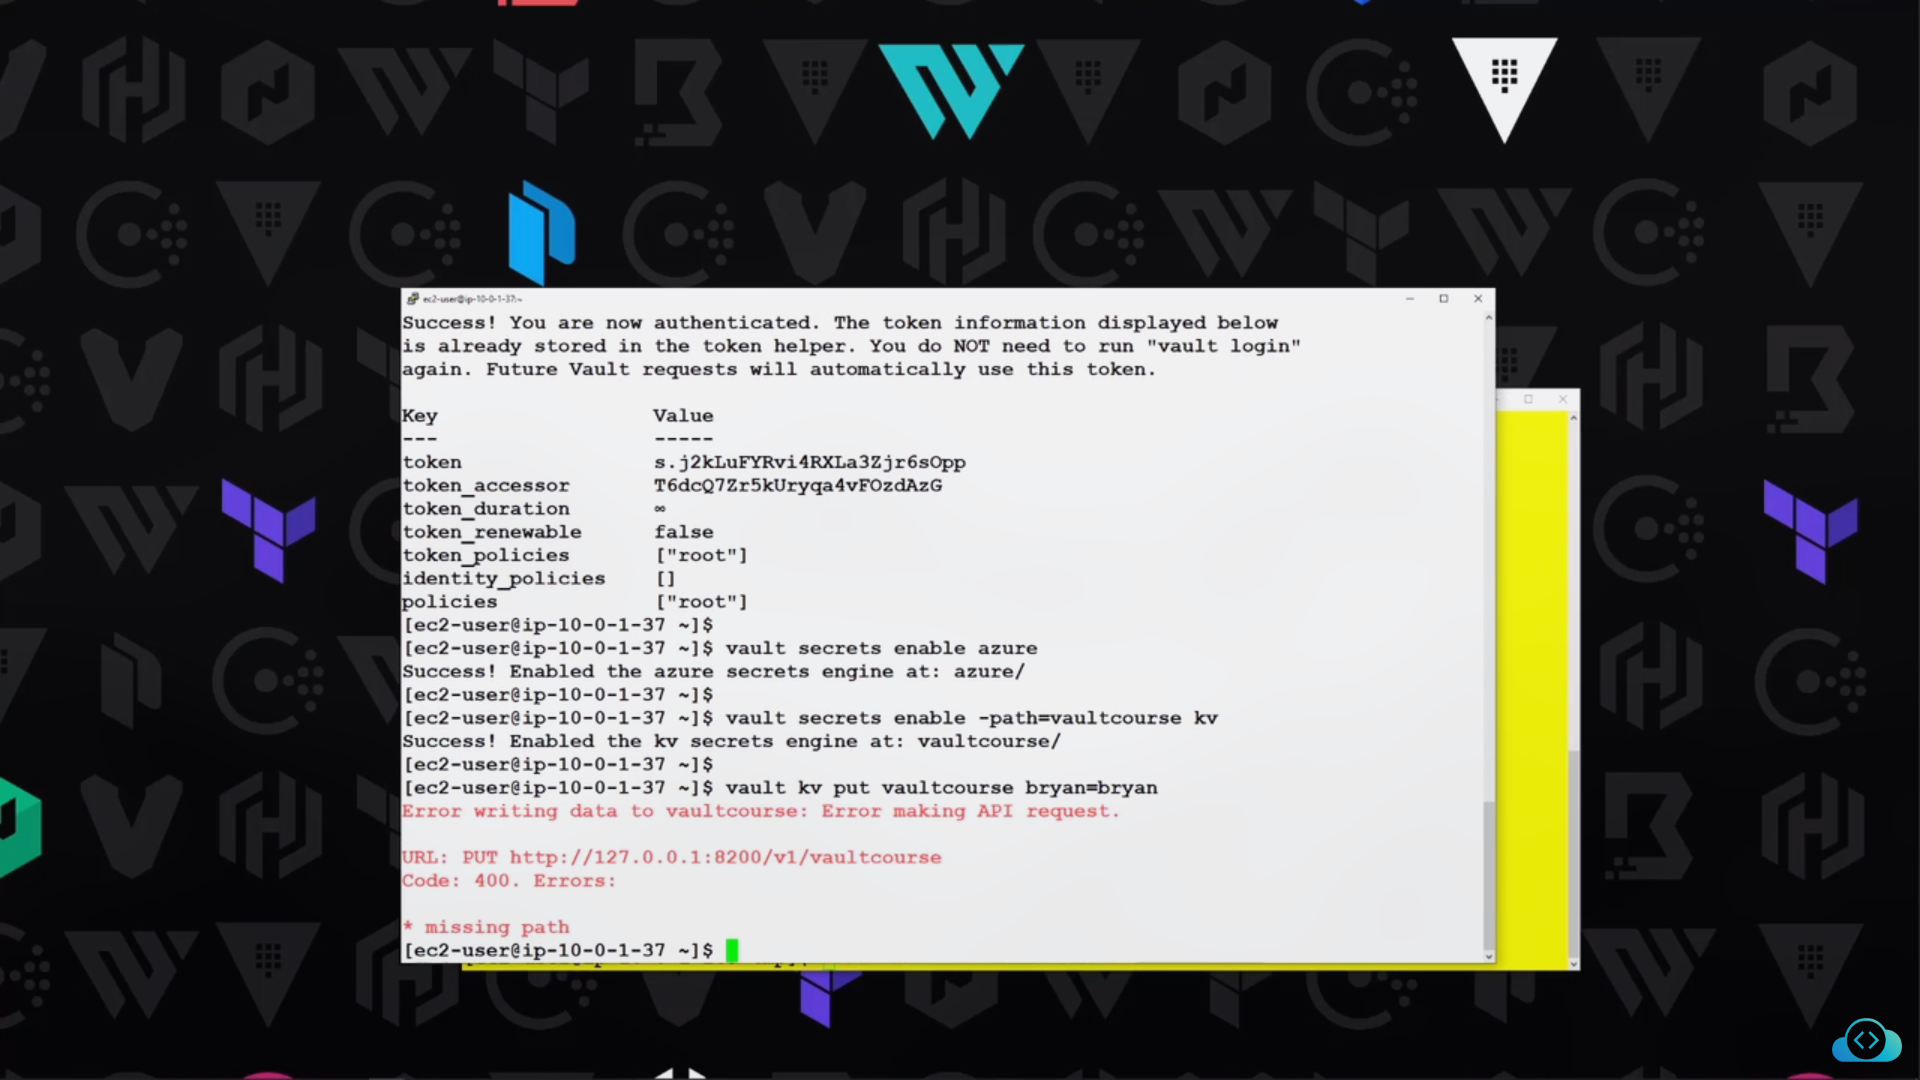 ec2-user@ip-10-0-1-37:~
Success! You are now authenticated. The token information displayed below
is already stored in the token helper. You do NOT need to run "vault login"
again. Future Vault requests will automatically use this token.
Key Value
--- -----
token s.j2kLuFYRvi4RXLa3Zjr6sOpp
token_accessor T6dcQ7Zr5kUryqa4vFOzdAzG
token_duration ∞
token_renewable false
token_policies ["root"]
identity_policies []
policies ["root"]
[ec2-user@ip-10-0-1-37 ~]$
[ec2-user@ip-10-0-1-37 ~]$ vault secrets enable azure
Success! Enabled the azure secrets engine at: azure/
[ec2-user@ip-10-0-1-37 ~]$
[ec2-user@ip-10-0-1-37 ~]$ vault secrets enable -path=vaultcourse kv
Success! Enabled the kv secrets engine at: vaultcourse/
[ec2-user@ip-10-0-1-37 ~]$
[ec2-user@ip-10-0-1-37 ~]$ vault kv put vaultcourse bryan=bryan
Error writing data to vaultcourse: Error making API request.
URL: PUT http://127.0.0.1:8200/v1/vaultcourse
Code: 400. Errors:
* missing path
[ec2-user@ip-10-0-1-37 ~]$